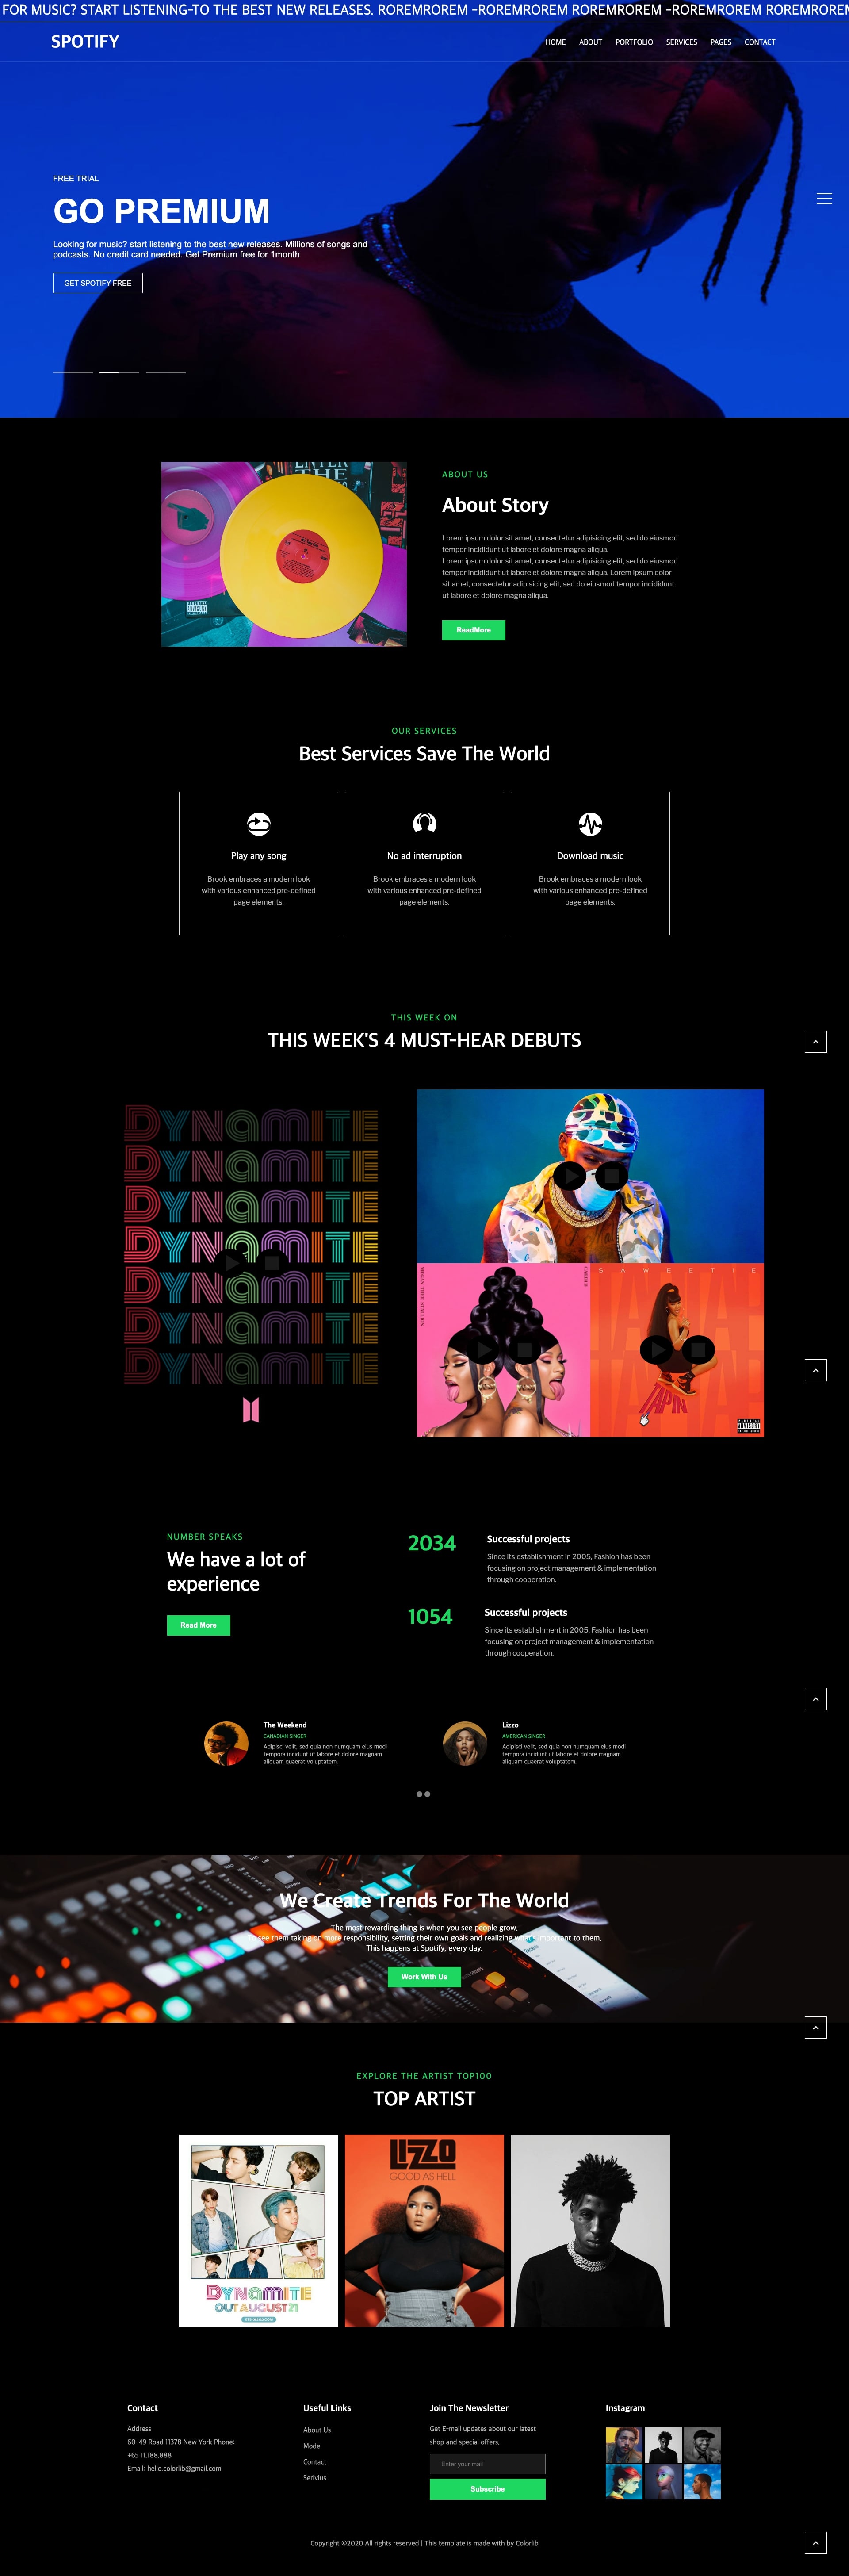 FOR MUSIC? START LISTENING-TO THE BEST NEW RELEASES. ROREMROREM -ROREMROREM ROREMROREM -ROREMROREM ROREMROREM
SPOTIFY
HOME ABOUT PORTFOLIO SERVICES PAGES CONTACT
FREE TRIAL
GO PREMIUM
Looking for music? start listening to the best new releases. Millions of songs and
podcasts. No credit card needed. Get Premium free for 1month
GET SPOTIFY FREE
ENTER
THE
ABOUT US
About Story
Lorem ipsum dolor sit amet, consectetur adipisicing elit, sed do eiusmod
tempor incididunt ut labore et dolore magna aliqua.
Lorem ipsum dolor sit amet, consectetur adipisicing elit, sed do eiusmod
tempor incididunt ut labore et dolore magna aliqua. Lorem ipsum dolor
sit amet, consectetur adipisicing elit, sed do eiusmod tempor incididunt
ut labore et dolore magna aliqua.
ReadMore
OUR SERVICES
Best Services Save The World
Play any song
Brook embraces a modern look
with various enhanced pre-defined
page elements.
No ad interruption
Brook embraces a modern look
with various enhanced pre-defined
page elements.
Download music
Brook embraces a modern look
with various enhanced pre-defined
page elements.
THIS WEEK ON
THIS WEEK'S 4 MUST-HEAR DEBUTS
DYNAMITE
DYNAMITE
DYNAMITE
DYNAMITE
DYNAMITE
DYNAMITE
DYNAMITE
MEGAN THEE STALLION
CARDI B
SAWEETIE
TAP IN
PARENTAL
ADVISORY
EXPLICIT CONTENT
NUMBER SPEAKS
We have a lot of
experience
Read More
2034
Successful projects
Since its establishment in 2005, Fashion has been
focusing on project management & implementation
through cooperation.
1054
Successful projects
Since its establishment in 2005, Fashion has been
focusing on project management & implementation
through cooperation.
The Weekend
CANADIAN SINGER
Adipisci velit, sed quia non numquam eius modi
tempora incidunt ut labore et dolore magnam
aliquam quaerat voluptatem.
Lizzo
AMERICAN SINGER
Adipisci velit, sed quia non numquam eius modi
tempora incidunt ut labore et dolore magnam
aliquam quaerat voluptatem.
We Create Trends For The World
The most rewarding thing is when you see people grow.
see them taking on more responsibility, setting their own goals and realizing what's important to them.
This happens at Spotify, every day.
Work With Us
EXPLORE THE ARTIST TOP100
TOP ARTIST
DYNAMITE
OUT AUGUST 21
LIZZO
GOOD AS HELL
Contact
Address
60-49 Road 11378 New York Phone:
+65 11.188.888
Email: hello.colorlib@gmail.com
Useful Links
About Us
Model
Contact
Serivius
Join The Newsletter
Get E-mail updates about our latest
shop and special offers.
Enter your mail
Subscribe
Instagram
Copyright ©2020 All rights reserved | This template is made with by Colorlib